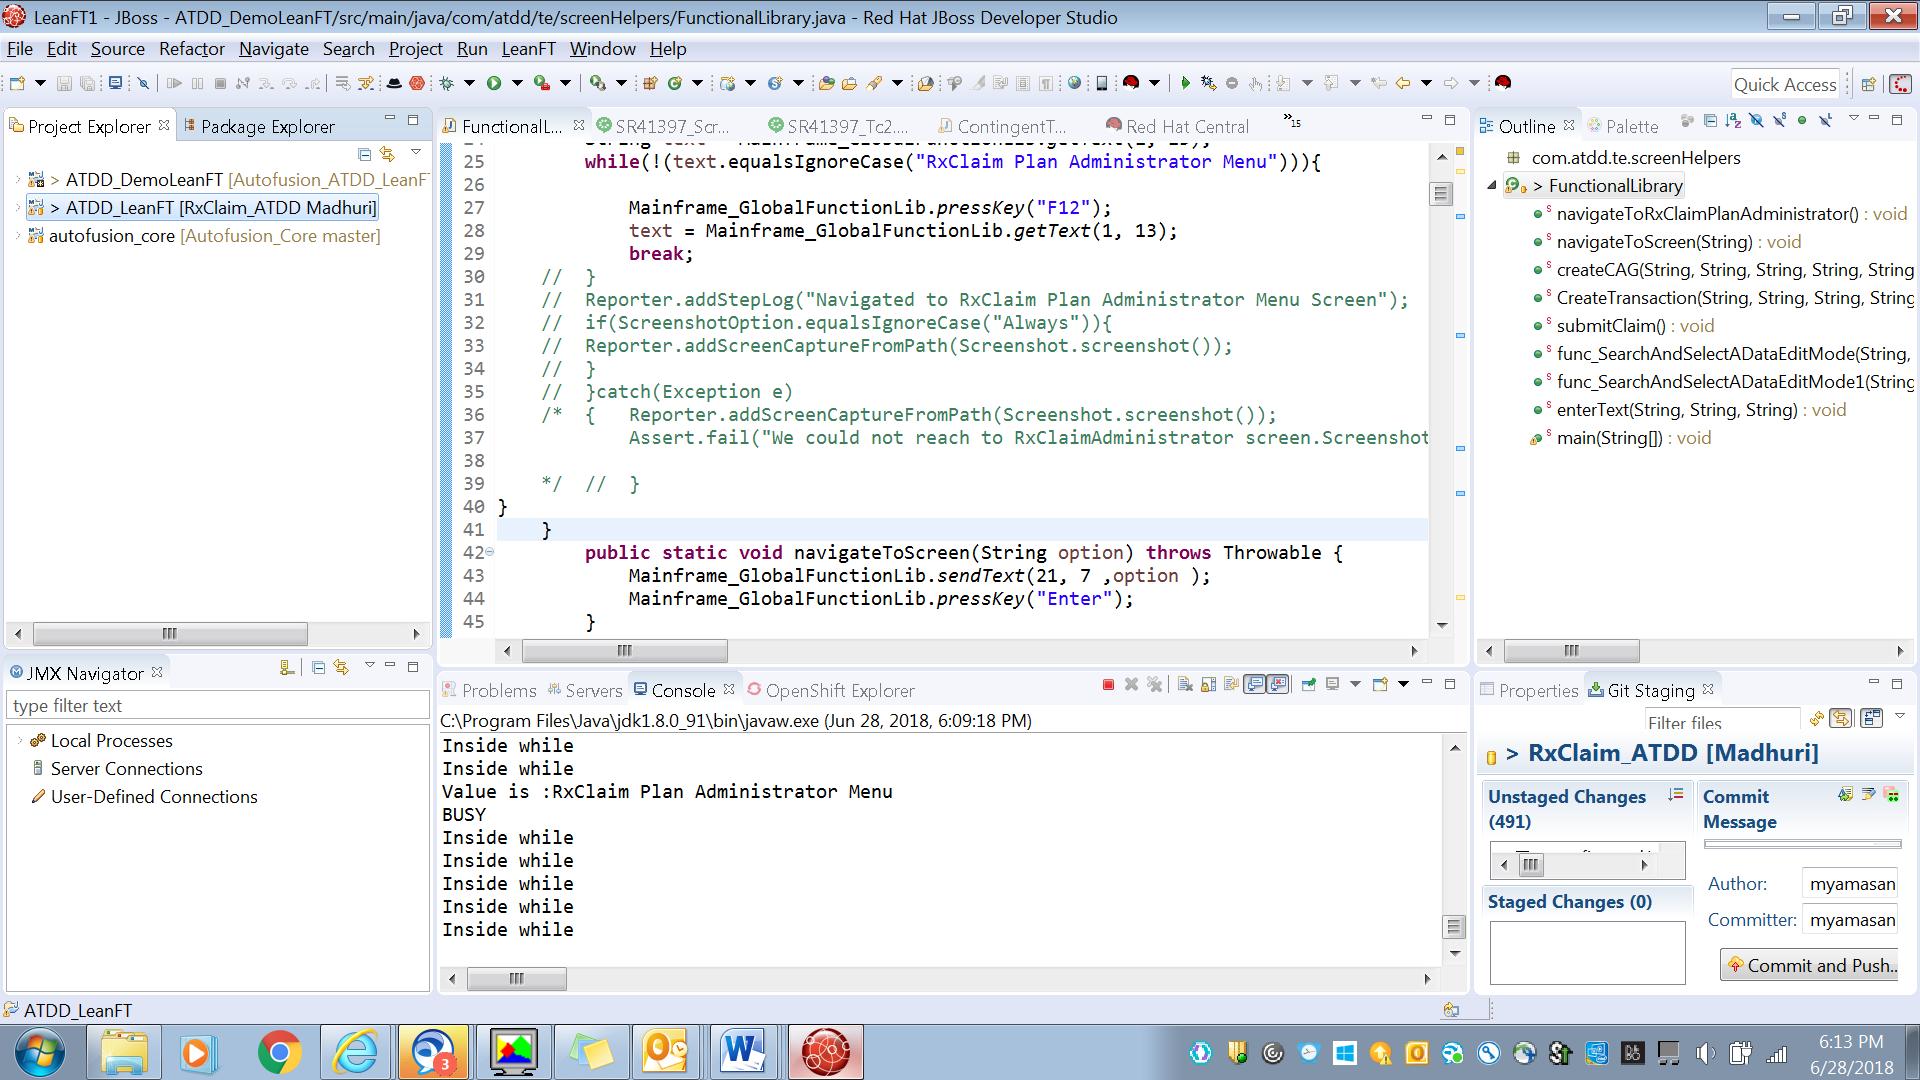 LeanFT1 - JBoss - ATDD_DemoLeanFT/src/main/java/com/atdd/te/screenHelpers/FunctionalLibrary.java - Red Hat JBoss Developer Studio
File Edit Source Refactor Navigate Search Project Run LeanFT Window Help
Quick Access
Project Explorer
Package Explorer
> ATDD_DemoLeanFT [Autofusion_ATDD_LeanF
> ATDD_LeanFT [RxClaim_ATDD Madhuri]
autofusion_core [Autofusion_Core master]
FunctionalL...
SR41397_Scr...
SR41397_Tc2...
ContingentT...
Red Hat Central
»15
25 while(!(text.equalsIgnoreCase("RxClaim Plan Administrator Menu"))){
26
27 Mainframe_GlobalFunctionLib.pressKey("F12");
28 text = Mainframe_GlobalFunctionLib.getText(1, 13);
29 break;
30 // }
31 // Reporter.addStepLog("Navigated to RxClaim Plan Administrator Menu Screen");
32 // if(ScreenshotOption.equalsIgnoreCase("Always")){
33 // Reporter.addScreenCaptureFromPath(Screenshot.screenshot());
34 // }
35 // }catch(Exception e)
36 /* { Reporter.addScreenCaptureFromPath(Screenshot.screenshot());
37 Assert.fail("We could not reach to RxClaimAdministrator screen.Screenshot
38
39 */ // }
40 }
41 }
42 public static void navigateToScreen(String option) throws Throwable {
43 Mainframe_GlobalFunctionLib.sendText(21, 7 ,option );
44 Mainframe_GlobalFunctionLib.pressKey("Enter");
45 }
Outline
Palette
com.atdd.te.screenHelpers
> FunctionalLibrary
navigateToRxClaimPlanAdministrator() : void
navigateToScreen(String) : void
createCAG(String, String, String, String, String
CreateTransaction(String, String, String, String
submitClaim() : void
func_SearchAndSelectADataEditMode(String,
func_SearchAndSelectADataEditMode1(String
enterText(String, String, String) : void
main(String[]) : void
JMX Navigator
type filter text
Local Processes
Server Connections
User-Defined Connections
Problems
Servers
Console
OpenShift Explorer
C:\Program Files\Java\jdk1.8.0_91\bin\javaw.exe (Jun 28, 2018, 6:09:18 PM)
Inside while
Inside while
Value is :RxClaim Plan Administrator Menu
BUSY
Inside while
Inside while
Inside while
Inside while
Inside while
Properties
Git Staging
Filter files
> RxClaim_ATDD [Madhuri]
Unstaged Changes (491)
Staged Changes (0)
Commit Message
Author: myamasan
Committer: myamasan
Commit and Push...
ATDD_LeanFT
3
6:13 PM
6/28/2018